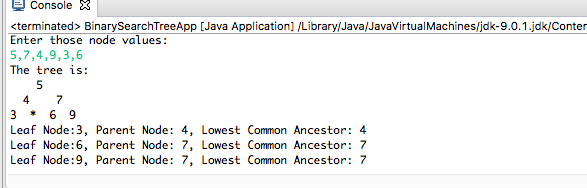 Console
<terminated> BinarySearchTreeApp [Java Application] /Library/Java/JavaVirtualMachines/jdk-9.0.1.jdk/Conten
Enter those node values:
5,7,4,9,3,6
The tree is:
5
4 7
3 * 6 9
Leaf Node:3, Parent Node: 4, Lowest Common Ancestor: 4
Leaf Node:6, Parent Node: 7, Lowest Common Ancestor: 7
Leaf Node:9, Parent Node: 7, Lowest Common Ancestor: 7